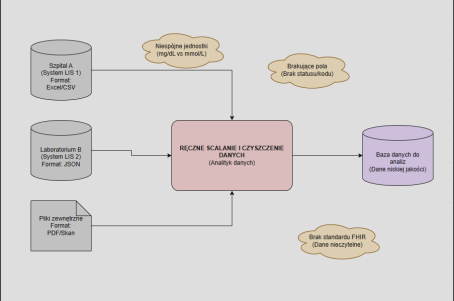 Szpital A
(System LIS 1)
Format:
Excel/CSV
Niespójne jednostki
(mg/dL vs mmol/L)
Brakujące pola
(Brak statusu/kodu)
Laboratorium B
(System LIS 2)
Format: JSON
RĘCZNE SCALANIE I CZYSZCZENIE
DANYCH
(Analityk danych)
Baza danych do
analiz
(Dane niskiej jakości)
Pliki zewnętrzne
Format:
PDF/Skan
Brak standardu FHIR
(Dane nieczytelne)